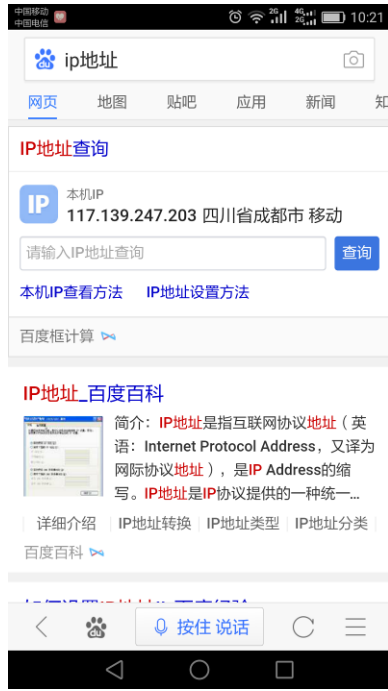 中国移动
中国电信
2G 4G 2G 10:21
ip地址
网页 地图 贴吧 应用 新闻 知
IP地址查询
IP
本机IP
117.139.247.203 四川省成都市 移动
请输入IP地址查询 查询
本机IP查看方法 IP地址设置方法
百度框计算
IP地址_百度百科
简介：IP地址是指互联网协议地址（英
语：Internet Protocol Address，又译为
网际协议地址），是IP Address的缩
写。IP地址是IP协议提供的一种统一...
详细介绍 IP地址转换 IP地址类型 IP地址分类
百度百科
按住 说话